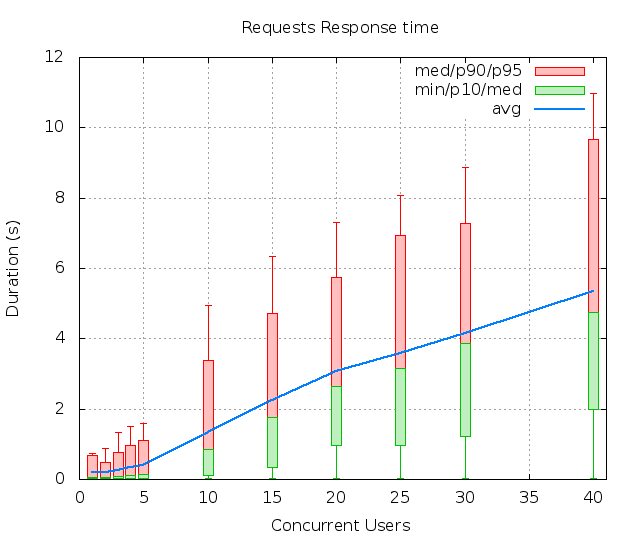 Requests Response time
med/p90/p95
min/p10/med
avg
12
10
8
6
4
2
0
Duration (s)
0 5 10 15 20 25 30 35 40
Concurrent Users